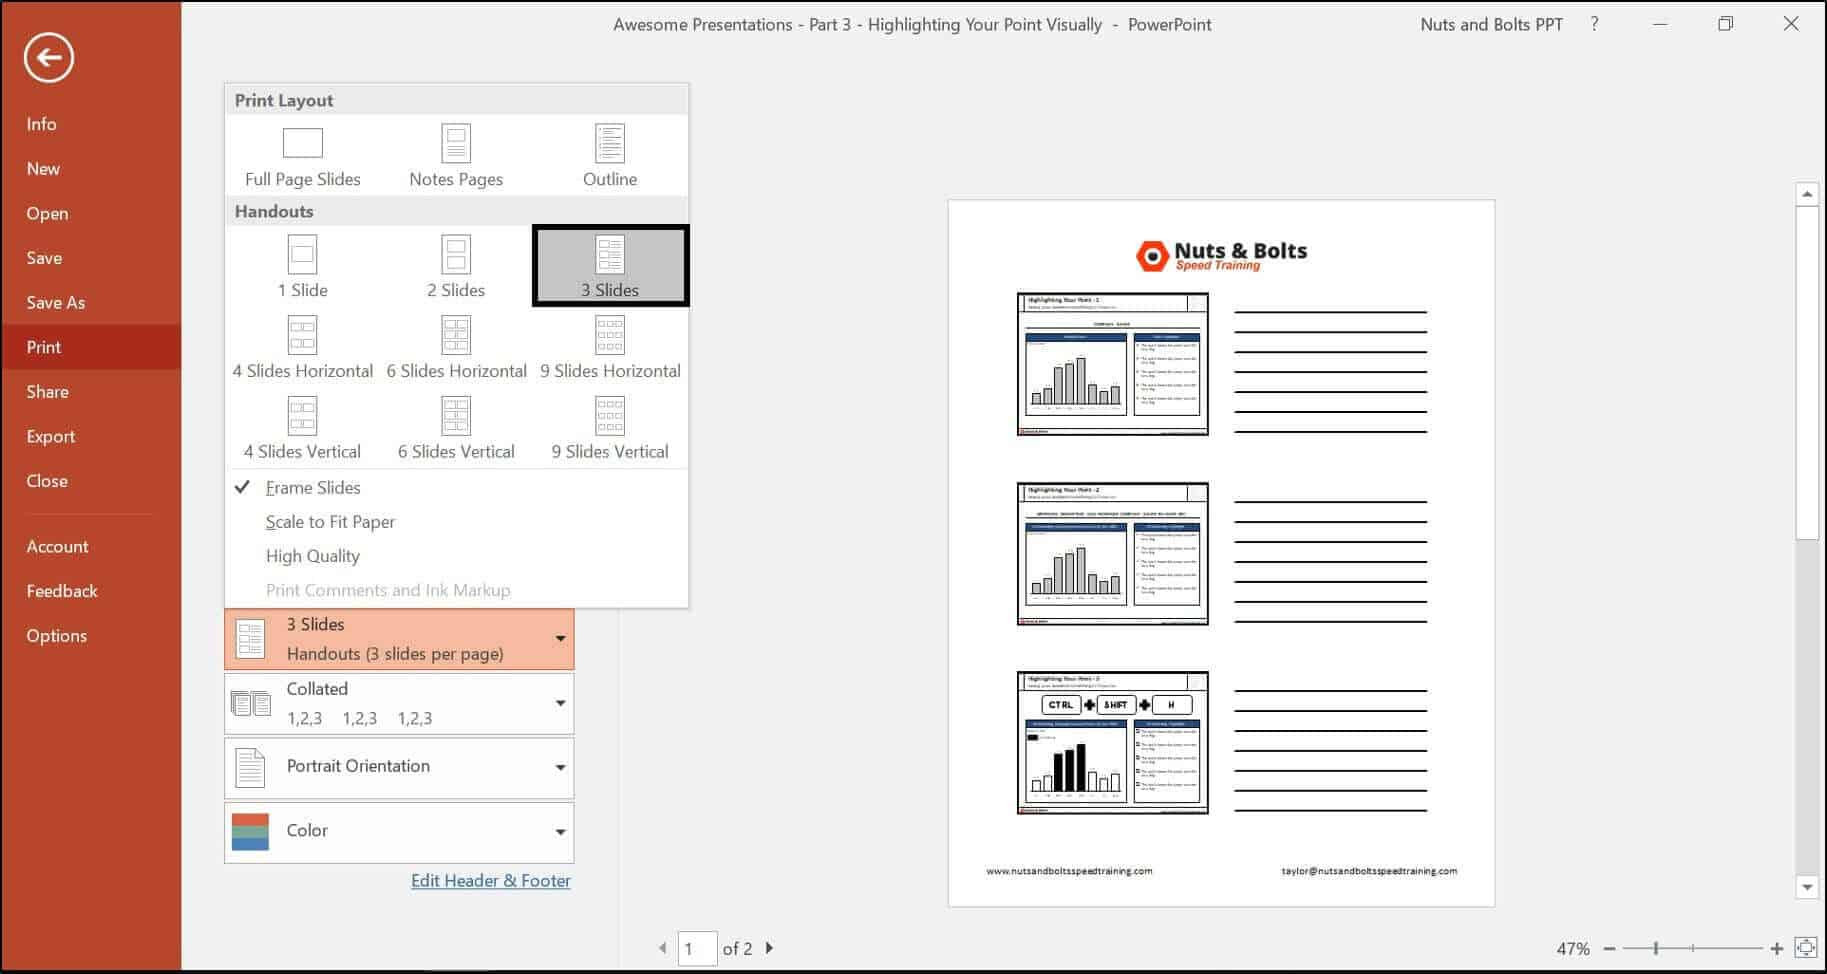 Awesome Presentations - Part 3 - Highlighting Your Point Visually - PowerPoint
Nuts and Bolts PPT ?
Info
New
Open
Save
Save As
Print
Share
Export
Close
Account
Feedback
Options
Print Layout
Full Page Slides Notes Pages Outline
Handouts
1 Slide 2 Slides 3 Slides
4 Slides Horizontal 6 Slides Horizontal 9 Slides Horizontal
4 Slides Vertical 6 Slides Vertical 9 Slides Vertical
Frame Slides
Scale to Fit Paper
High Quality
Print Comments and Ink Markup
3 Slides
Handouts (3 slides per page)
Collated
1,2,3 1,2,3 1,2,3
Portrait Orientation
Color
Edit Header & Footer
Nuts & Bolts
Speed Training
Highlighting Your Point - 1
Highlighting Your Point - 2
Highlighting Your Point - 3
CTRL + SHIFT + H
www.nutsandboltsspeedtraining.com taylor@nutsandboltsspeedtraining.com
1 of 2
47%